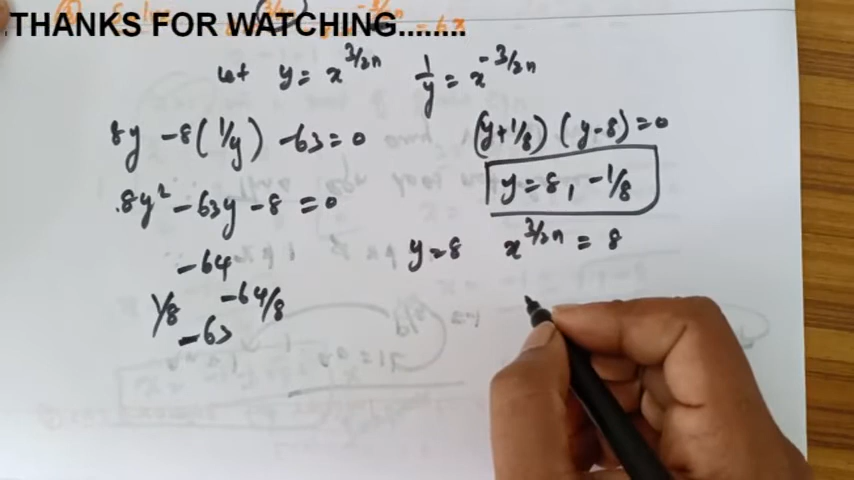 THANKS FOR WATCHING........
let y = x^{3/2n} 1/y = x^{-3/2n}
8y - 8(1/y) - 63 = 0
8y² - 63y - 8 = 0
-64
1/8 -64/8
-63
(y+1/8) (y-8) = 0
y = 8, -1/8
y = 8 x^{3/2n} = 8